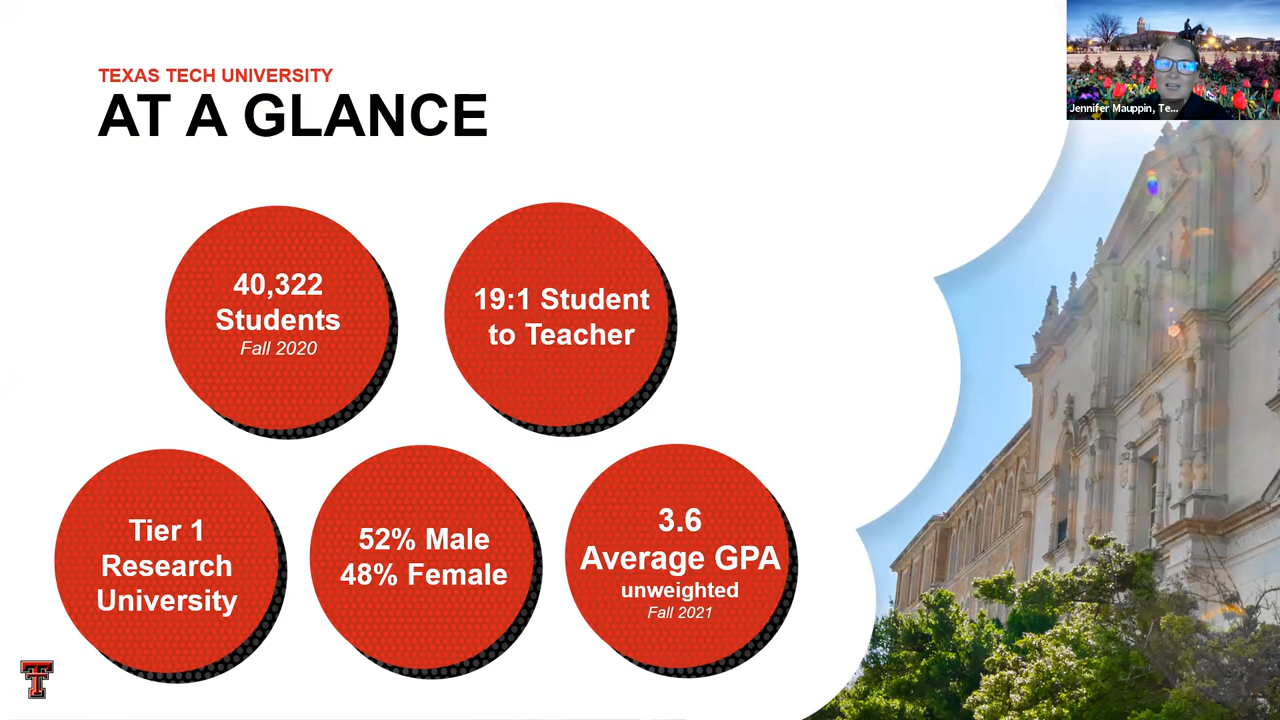 TEXAS TECH UNIVERSITY
AT A GLANCE
Jennifer Mauppin, Te...
40,322
Students
Fall 2020
19:1 Student
to Teacher
Tier 1
Research
University
52% Male
48% Female
3.6
Average GPA
unweighted
Fall 2021